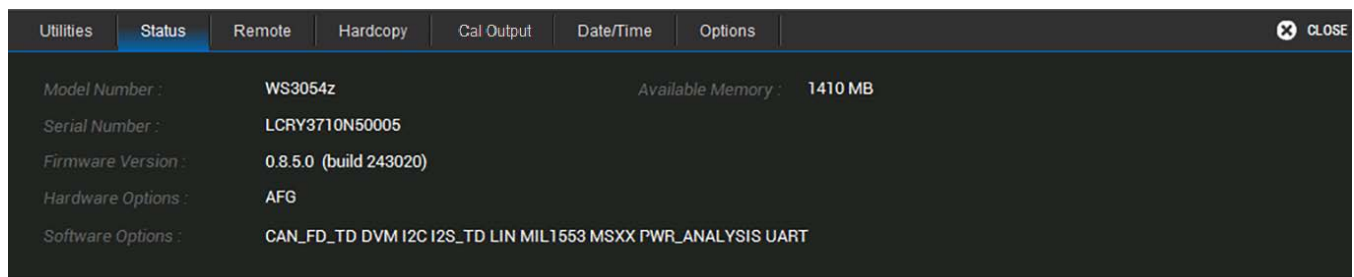 Utilities Status Remote Hardcopy Cal Output Date/Time Options CLOSE
Model Number : WS3054z Available Memory : 1410 MB
Serial Number : LCRY3710N50005
Firmware Version : 0.8.5.0 (build 243020)
Hardware Options : AFG
Software Options : CAN_FD_TD DVM I2C I2S_TD LIN MIL1553 MSXX PWR_ANALYSIS UART